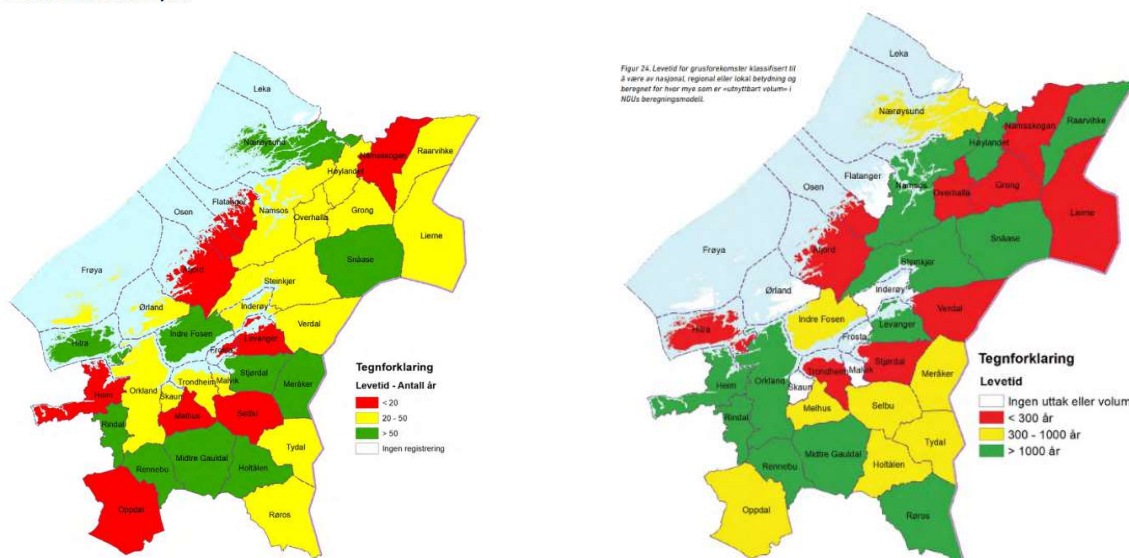 Leka
Nærøysund
Namsskogan
Raarvihke
Høylandet
Flatanger
Osen
Namsos
Overhalla
Grong
Lierne
Åfjord
Snåase
Frøya
Steinkjer
Ørland
Inderøy
Verdal
Indre Fosen
Hitra
Frosta
Levanger
Stjørdal
Meråker
Heim
Orkland
Trondheim
Malvik
Skaun
Melhus
Selbu
Rindal
Tydal
Rennebu
Midtre Gauldal
Holtålen
Oppdal
Røros
Tegnforklaring
Levetid - Antall år
< 20
20 - 50
> 50
Ingen registrering
Figur 24. Levetid for grusforekomster klassifisert til
å være av nasjonal, regional eller lokal betydning og
beregnet for hvor mye som er «utnyttbart volum» i
NGUs beregningsmodell.
Leka
Nærøysund
Namsskogan
Raarvihke
Høylandet
Flatanger
Osen
Namsos
Overhalla
Grong
Lierne
Åfjord
Snåase
Frøya
Steinkjer
Ørland
Inderøy
Verdal
Indre Fosen
Hitra
Frosta
Levanger
Stjørdal
Meråker
Heim
Orkland
Trondheim
Malvik
Skaun
Melhus
Selbu
Rindal
Tydal
Rennebu
Midtre Gauldal
Holtålen
Oppdal
Røros
Tegnforklaring
Levetid
Ingen uttak eller volum
< 300 år
300 - 1000 år
> 1000 år